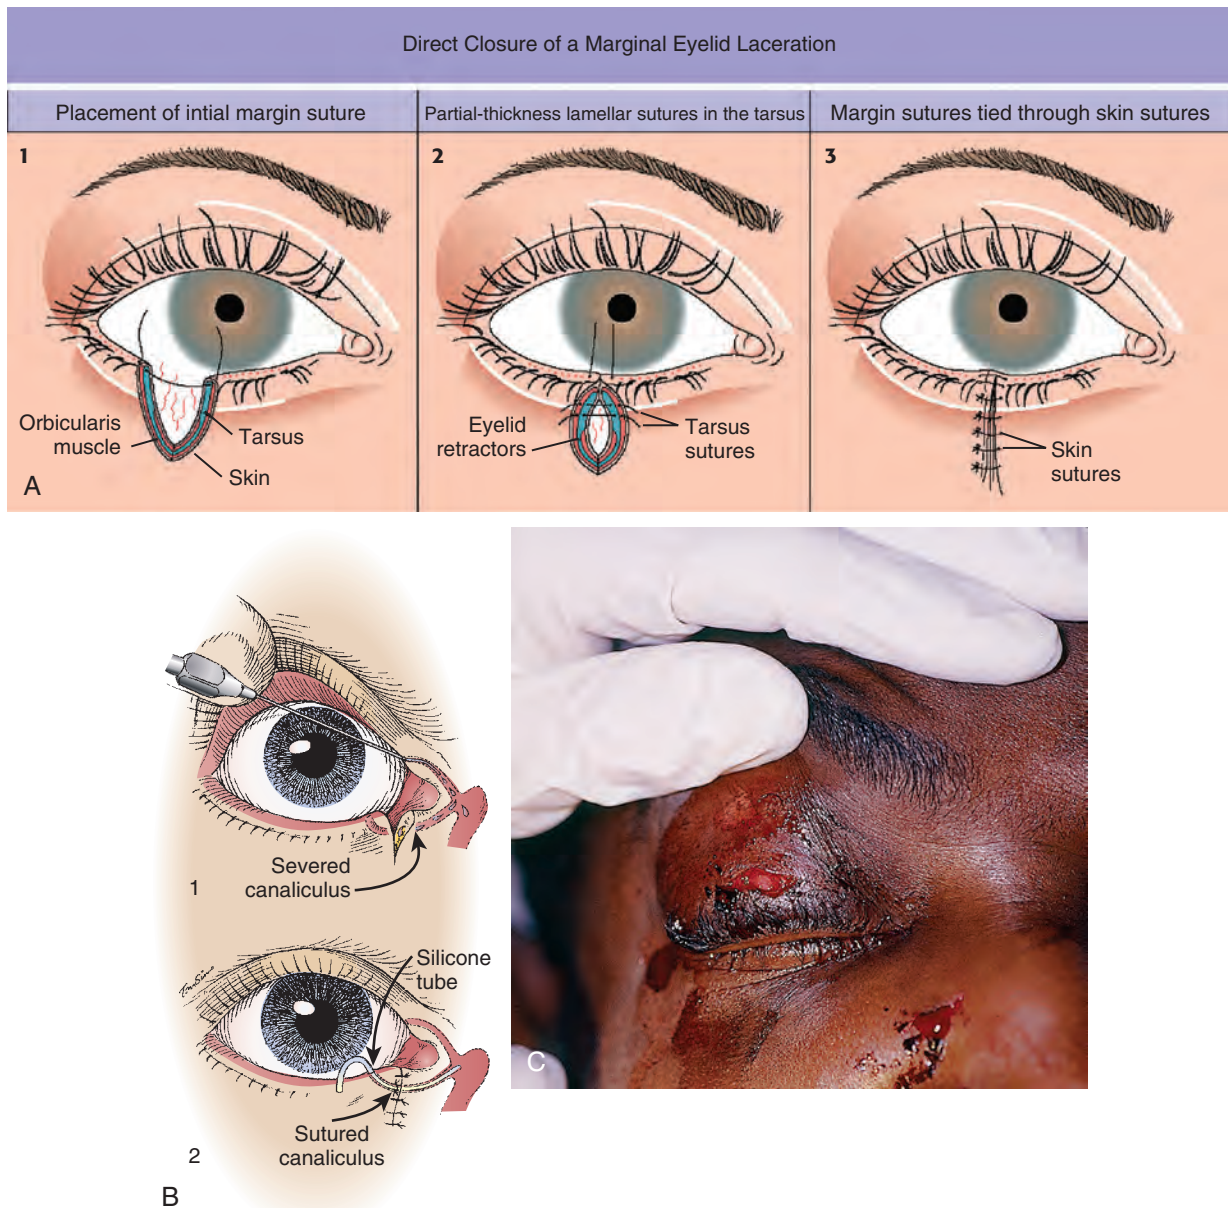 Direct Closure of a Marginal Eyelid Laceration
Placement of intial margin suture
Partial-thickness lamellar sutures in the tarsus
Margin sutures tied through skin sutures
1
2
3
Orbicularis
muscle
Tarsus
Skin
A
Eyelid
retractors
Tarsus
sutures
Skin
sutures
Severed
canaliculus
1
Silicone
tube
Sutured
canaliculus
2
B
C